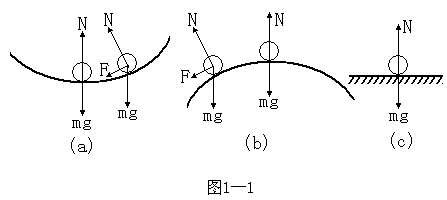 N N N N N
F F
mg mg mg mg mg
(a) (b) (c)
图1—1